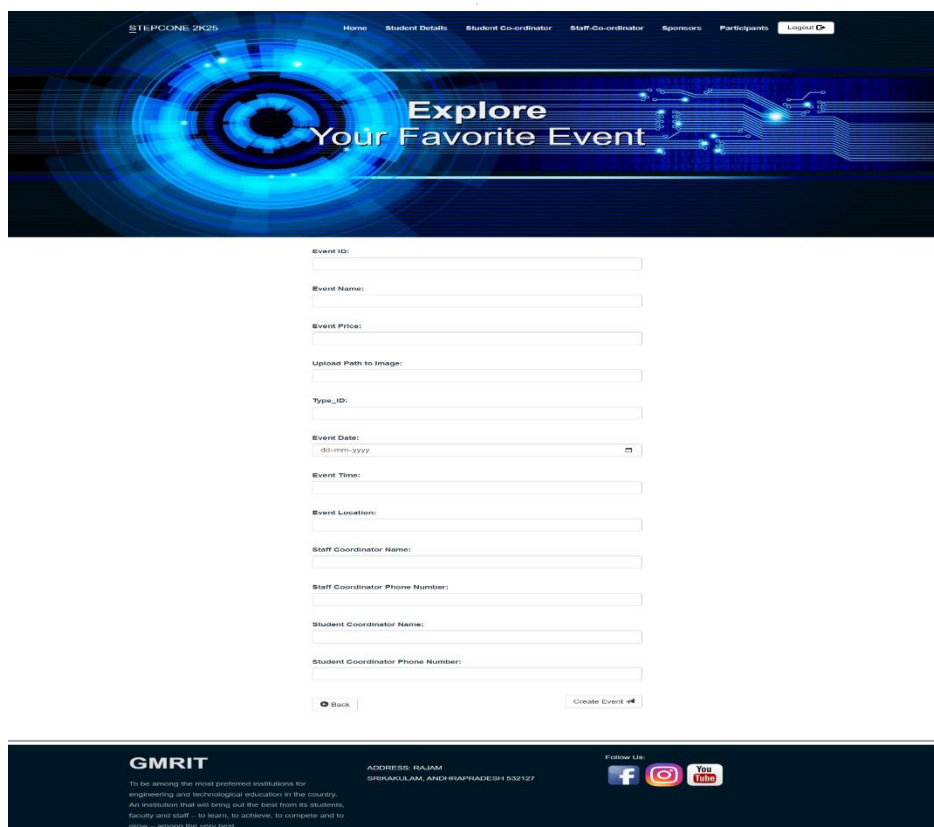 STEPCONE 2K25
Home Student Details Student Co-ordinator Staff-Co-ordinator Sponsors Participants Logout
Explore
Your Favorite Event
Event ID:
Event Name:
Event Price:
Upload Path to Image:
Type_ID:
Event Date:
dd-mm-yyyy
Event Time:
Event Location:
Staff Coordinator Name:
Staff Coordinator Phone Number:
Student Coordinator Name:
Student Coordinator Phone Number:
Back
Create Event
GMRIT
To be among the most preferred institutions for
engineering and technological education in the country.
An institution that will bring out the best from its students,
faculty and staff – to learn, to achieve, to compete and to
grow – among the very best
ADDRESS: RAJAM
SRIKAKULAM, ANDHRAPRADESH 532127
Follow Us:
You
Tube